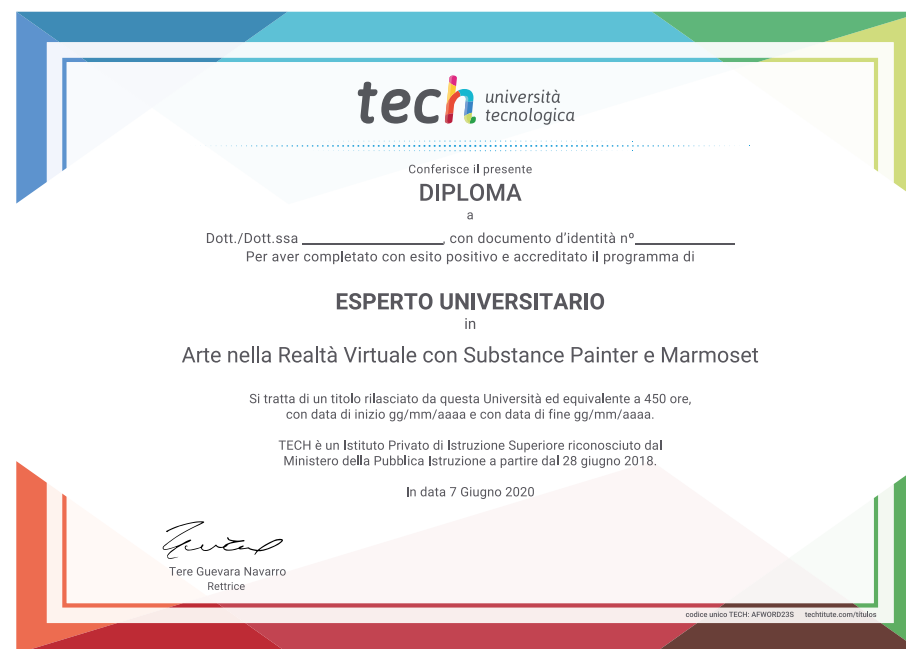 tech università
tecnologica
Conferisce il presente
DIPLOMA
a
Dott./Dott.ssa ____________________, con documento d'identità nº______________
Per aver completato con esito positivo e accreditato il programma di
ESPERTO UNIVERSITARIO
in
Arte nella Realtà Virtuale con Substance Painter e Marmoset
Si tratta di un titolo rilasciato da questa Università ed equivalente a 450 ore,
con data di inizio gg/mm/aaaa e con data di fine gg/mm/aaaa.
TECH è un Istituto Privato di Istruzione Superiore riconosciuto dal
Ministero della Pubblica Istruzione a partire dal 28 giugno 2018.
In data 7 Giugno 2020
Tere Guevara Navarro
Rettrice
codice unico TECH: AFWORD23S techtitute.com/titulos